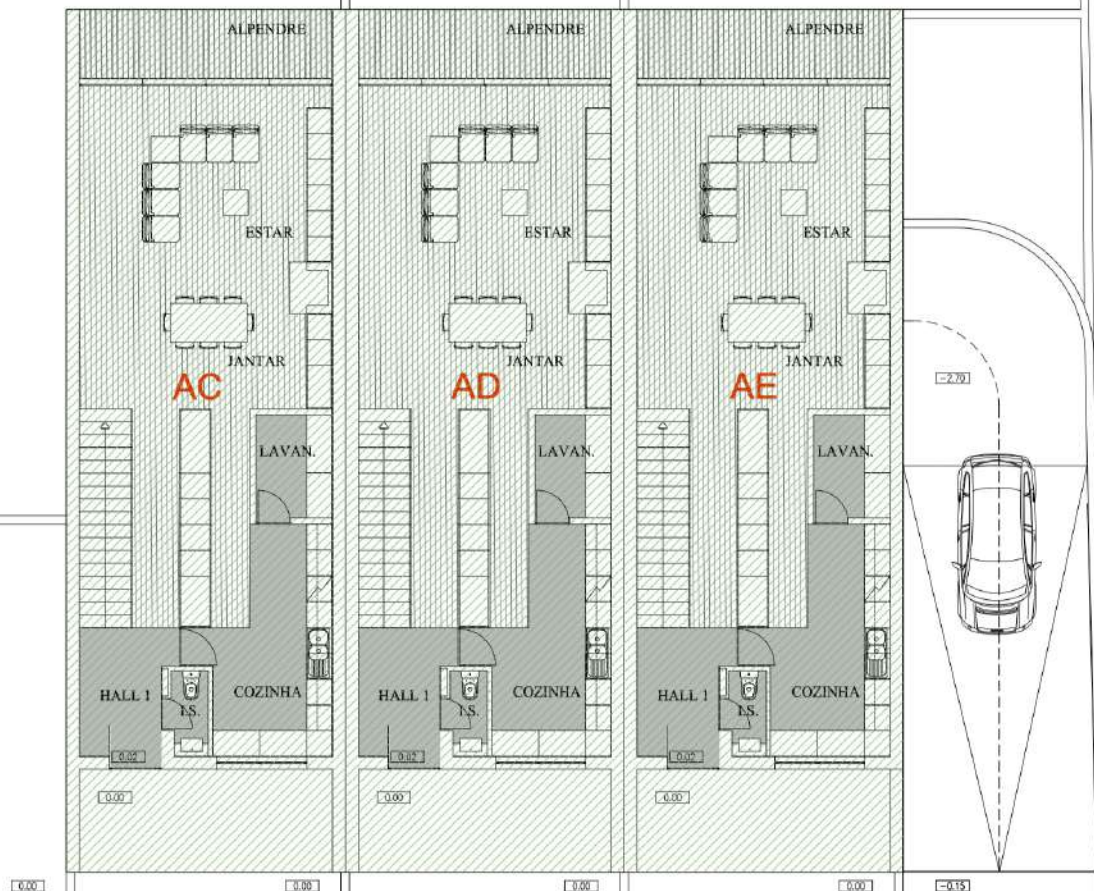 ALPENDRE ALPENDRE ALPENDRE
ESTAR ESTAR ESTAR
JANTAR JANTAR JANTAR
AC AD AE
-2.70
LAVAN. LAVAN. LAVAN.
HALL 1 I.S. COZINHA HALL 1 I.S. COZINHA HALL 1 I.S. COZINHA
0.02 0.02 0.02
0.00 0.00 0.00
0.00 0.00 0.00 0.00 -0.15